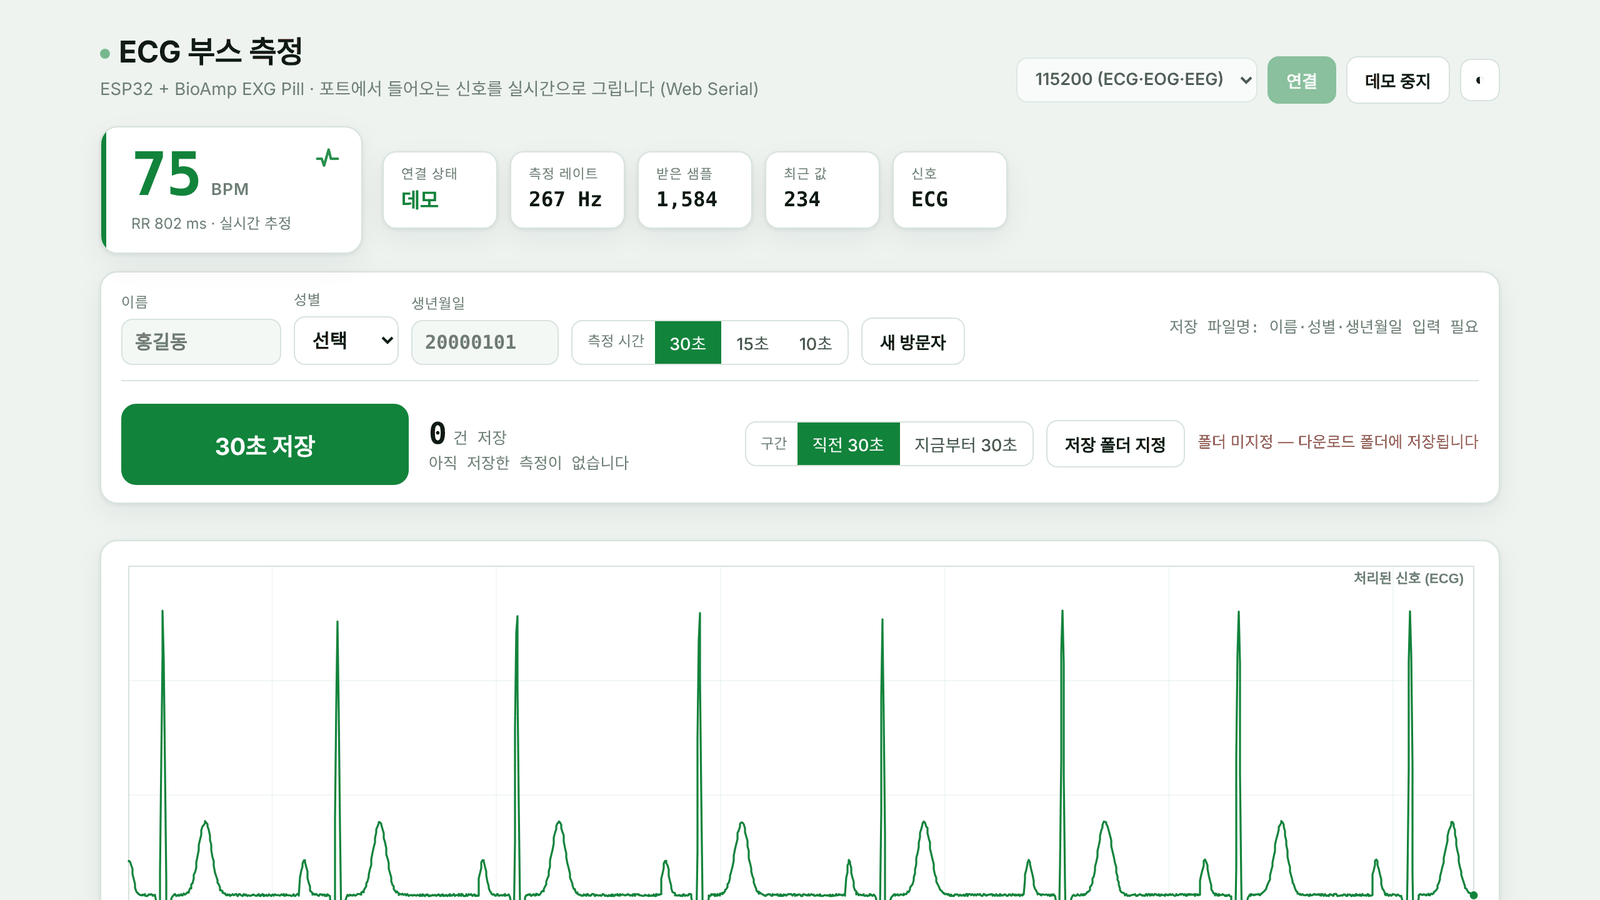 ECG 부스 측정
ESP32 + BioAmp EXG Pill · 포트에서 들어오는 신호를 실시간으로 그립니다 (Web Serial)
115200 (ECG·EOG·EEG)
연결
데모 중지
75 BPM
RR 802 ms · 실시간 추정
연결 상태
데모
측정 레이트
267 Hz
받은 샘플
1,584
최근 값
234
신호
ECG
이름
홍길동
성별
선택
생년월일
20000101
측정 시간 30초 15초 10초
새 방문자
저장 파일명: 이름·성별·생년월일 입력 필요
30초 저장
0 건 저장
아직 저장한 측정이 없습니다
구간 직전 30초 지금부터 30초
저장 폴더 지정
폴더 미지정 — 다운로드 폴더에 저장됩니다
처리된 신호 (ECG)